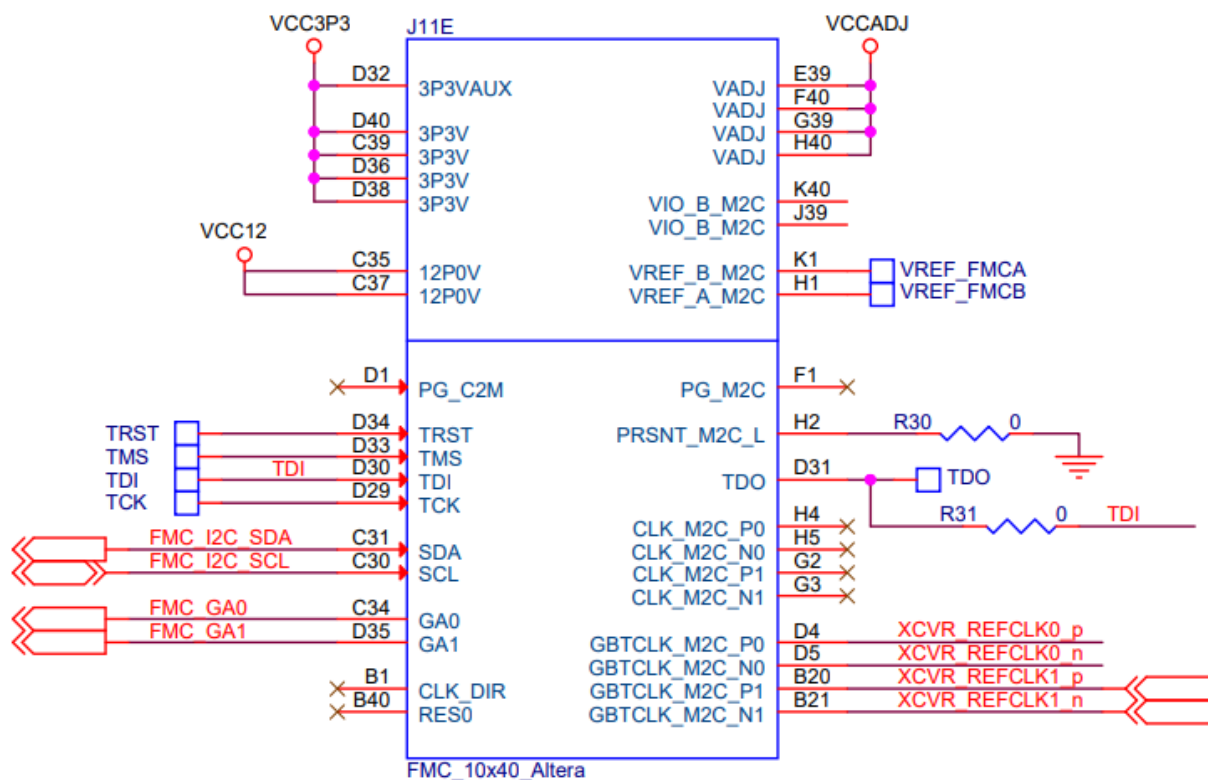 VCC3P3
J11E
VCCADJ
D32 3P3VAUX VADJ E39
VADJ F40
D40 3P3V VADJ G39
C39 3P3V VADJ H40
D36 3P3V
D38 3P3V VIO_B_M2C K40
VIO_B_M2C J39
VCC12
C35 12P0V VREF_B_M2C K1 VREF_FMCA
C37 12P0V VREF_A_M2C H1 VREF_FMCB
D1 PG_C2M PG_M2C F1
TRST D34 TRST PRSNT_M2C_L H2 R30 0
TMS D33 TMS
TDI TDI D30 TDI TDO D31 TDO
TCK D29 TCK R31 0 TDI
CLK_M2C_P0 H4
FMC_I2C_SDA C31 SDA CLK_M2C_N0 H5
FMC_I2C_SCL C30 SCL CLK_M2C_P1 G2
CLK_M2C_N1 G3
FMC_GA0 C34 GA0
FMC_GA1 D35 GA1 GBTCLK_M2C_P0 D4 XCVR_REFCLK0_p
GBTCLK_M2C_N0 D5 XCVR_REFCLK0_n
B1 CLK_DIR GBTCLK_M2C_P1 B20 XCVR_REFCLK1_p
B40 RES0 GBTCLK_M2C_N1 B21 XCVR_REFCLK1_n
FMC_10x40_Altera